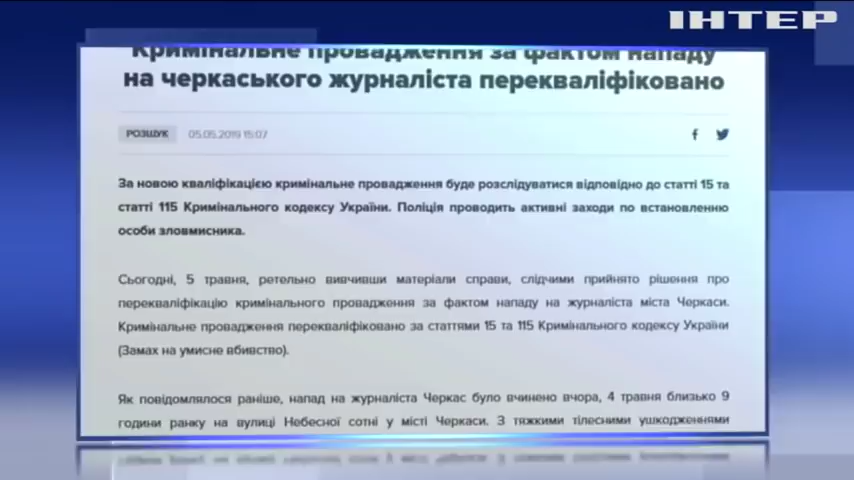 ІНТЕР
Кримінальне провадження за фактом нападу
на черкаського журналіста перекваліфіковано
РОЗШУК 05.05.2019 15:07
За новою кваліфікацією кримінальне провадження буде розслідуватися відповідно до статті 15 та
статті 115 Кримінального кодексу України. Поліція проводить активні заходи по встановленню
особи зловмисника.
Сьогодні, 5 травня, ретельно вивчивши матеріали справи, слідчими прийнято рішення про
перекваліфікацію кримінального провадження за фактом нападу на журналіста міста Черкаси.
Кримінальне провадження перекваліфіковано за статтями 15 та 115 Кримінального кодексу України
(Замах на умисне вбивство).
Як повідомлялося раніше, напад на журналіста Черкас було вчинено вчора, 4 травня близько 9
години ранку на вулиці Небесної сотні у місті Черкаси. З тяжкими тілесними ушкодженнями